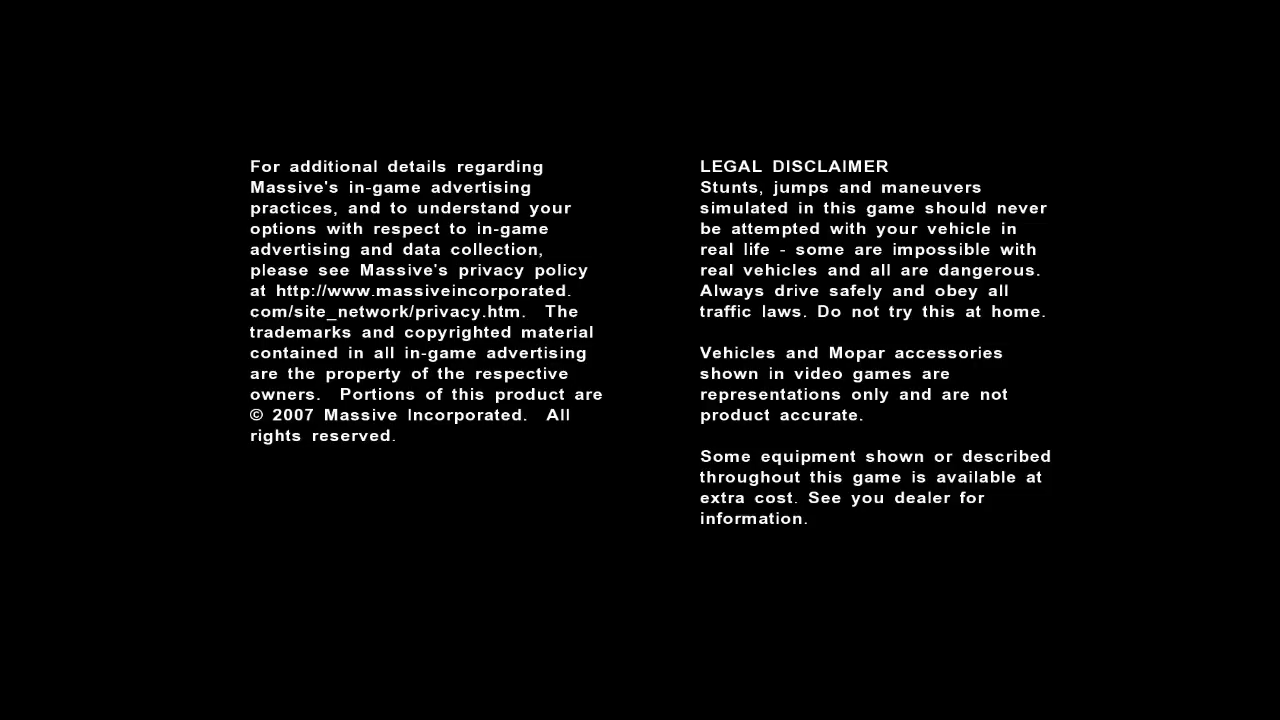 For additional details regarding
Massive's in-game advertising
practices, and to understand your
options with respect to in-game
advertising and data collection,
please see Massive's privacy policy
at http://www.massiveincorporated.
com/site_network/privacy.htm.  The
trademarks and copyrighted material
contained in all in-game advertising
are the property of the respective
owners.  Portions of this product are
© 2007 Massive Incorporated.  All
rights reserved.
LEGAL DISCLAIMER
Stunts, jumps and maneuvers
simulated in this game should never
be attempted with your vehicle in
real life - some are impossible with
real vehicles and all are dangerous.
Always drive safely and obey all
traffic laws. Do not try this at home.
Vehicles and Mopar accessories
shown in video games are
representations only and are not
product accurate.
Some equipment shown or described
throughout this game is available at
extra cost. See you dealer for
information.